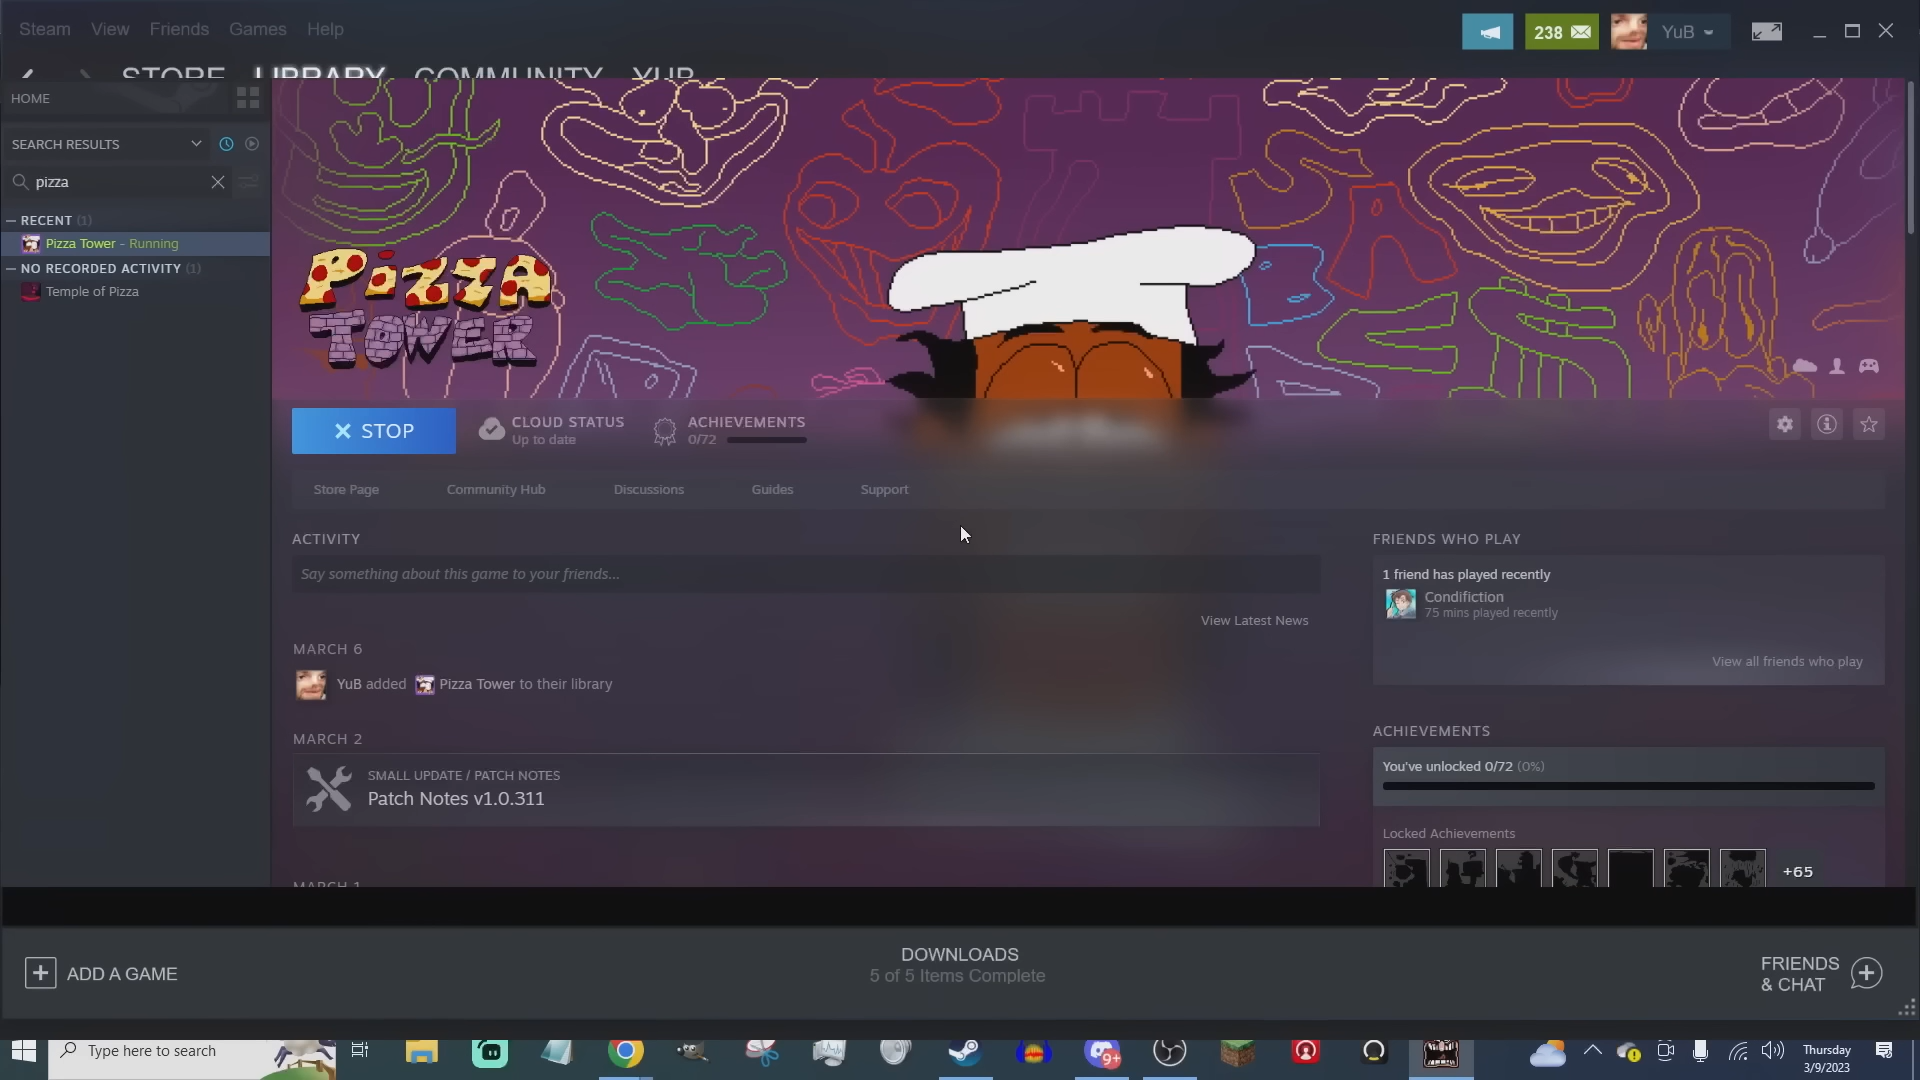 Steam View Friends Games Help
238 YuB
STORE LIBRARY COMMUNITY YUB
HOME
SEARCH RESULTS
pizza
— RECENT (1)
Pizza Tower - Running
— NO RECORDED ACTIVITY (1)
Temple of Pizza
PIZZA
TOWER
STOP
CLOUD STATUS
Up to date
ACHIEVEMENTS
0/72
Store Page Community Hub Discussions Guides Support
ACTIVITY
Say something about this game to your friends...
View Latest News
MARCH 6
YuB added Pizza Tower to their library
MARCH 2
SMALL UPDATE / PATCH NOTES
Patch Notes v1.0.311
MARCH 1
FRIENDS WHO PLAY
1 friend has played recently
Condifiction
75 mins played recently
View all friends who play
ACHIEVEMENTS
You've unlocked 0/72 (0%)
Locked Achievements
+65
ADD A GAME
DOWNLOADS
5 of 5 Items Complete
FRIENDS
& CHAT
Type here to search
9+
Thursday
3/9/2023